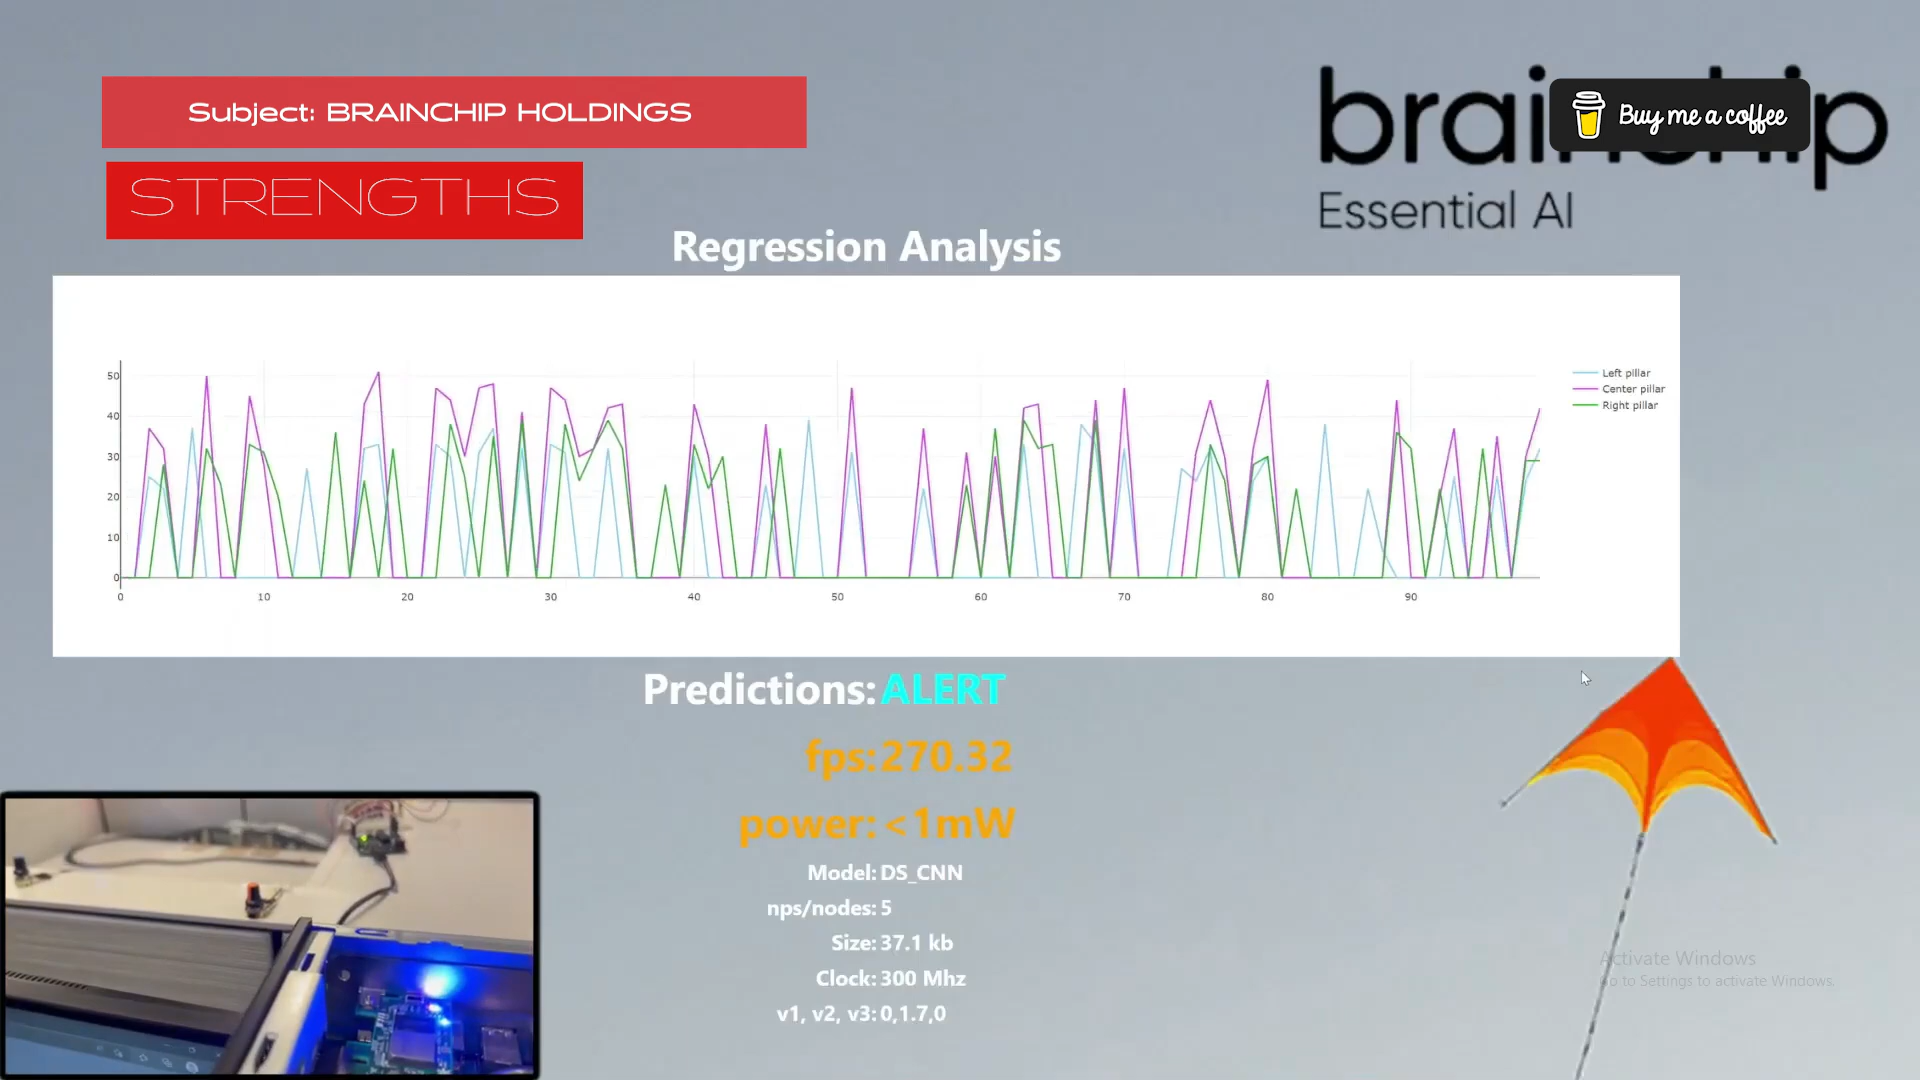 Subject: BRAINCHIP HOLDINGS
STRENGTHS
brainchip
Essential AI
Buy me a coffee
Regression Analysis
50
40
30
20
10
0
0 10 20 30 40 50 60 70 80 90
Left pillar
Center pillar
Right pillar
Predictions: ALERT
fps: 270.32
power: <1mW
Model: DS_CNN
nps/nodes: 5
Size: 37.1 kb
Clock: 300 Mhz
v1, v2, v3: 0,1.7,0
Activate Windows
Go to Settings to activate Windows.